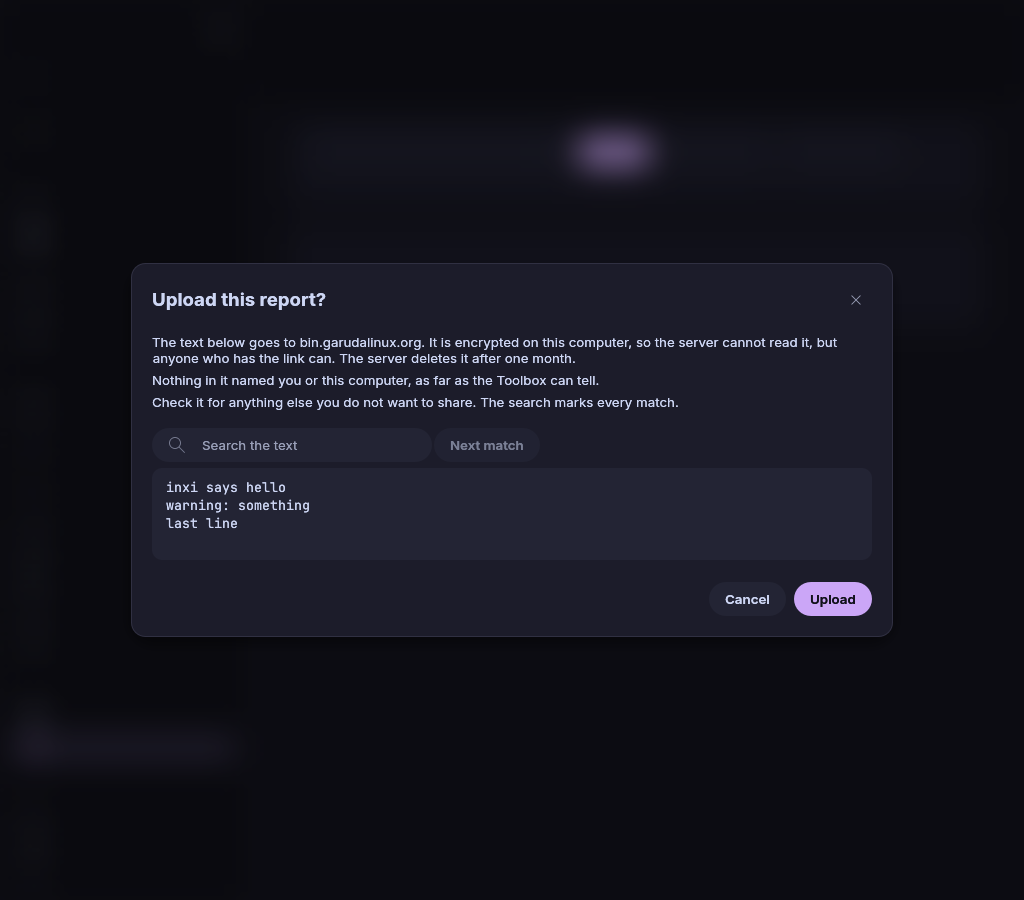 Upload this report?
The text below goes to bin.garudalinux.org. It is encrypted on this computer, so the server cannot read it, but
anyone who has the link can. The server deletes it after one month.
Nothing in it named you or this computer, as far as the Toolbox can tell.
Check it for anything else you do not want to share. The search marks every match.
Search the text
Next match
inxi says hello
warning: something
last line
Cancel
Upload